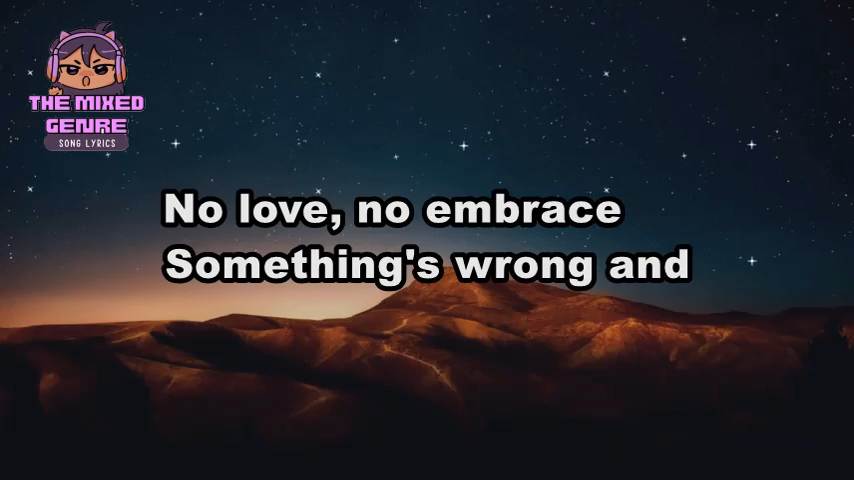 THE MIXED
GENRE
SONG LYRICS
No love, no embrace
Something's wrong and